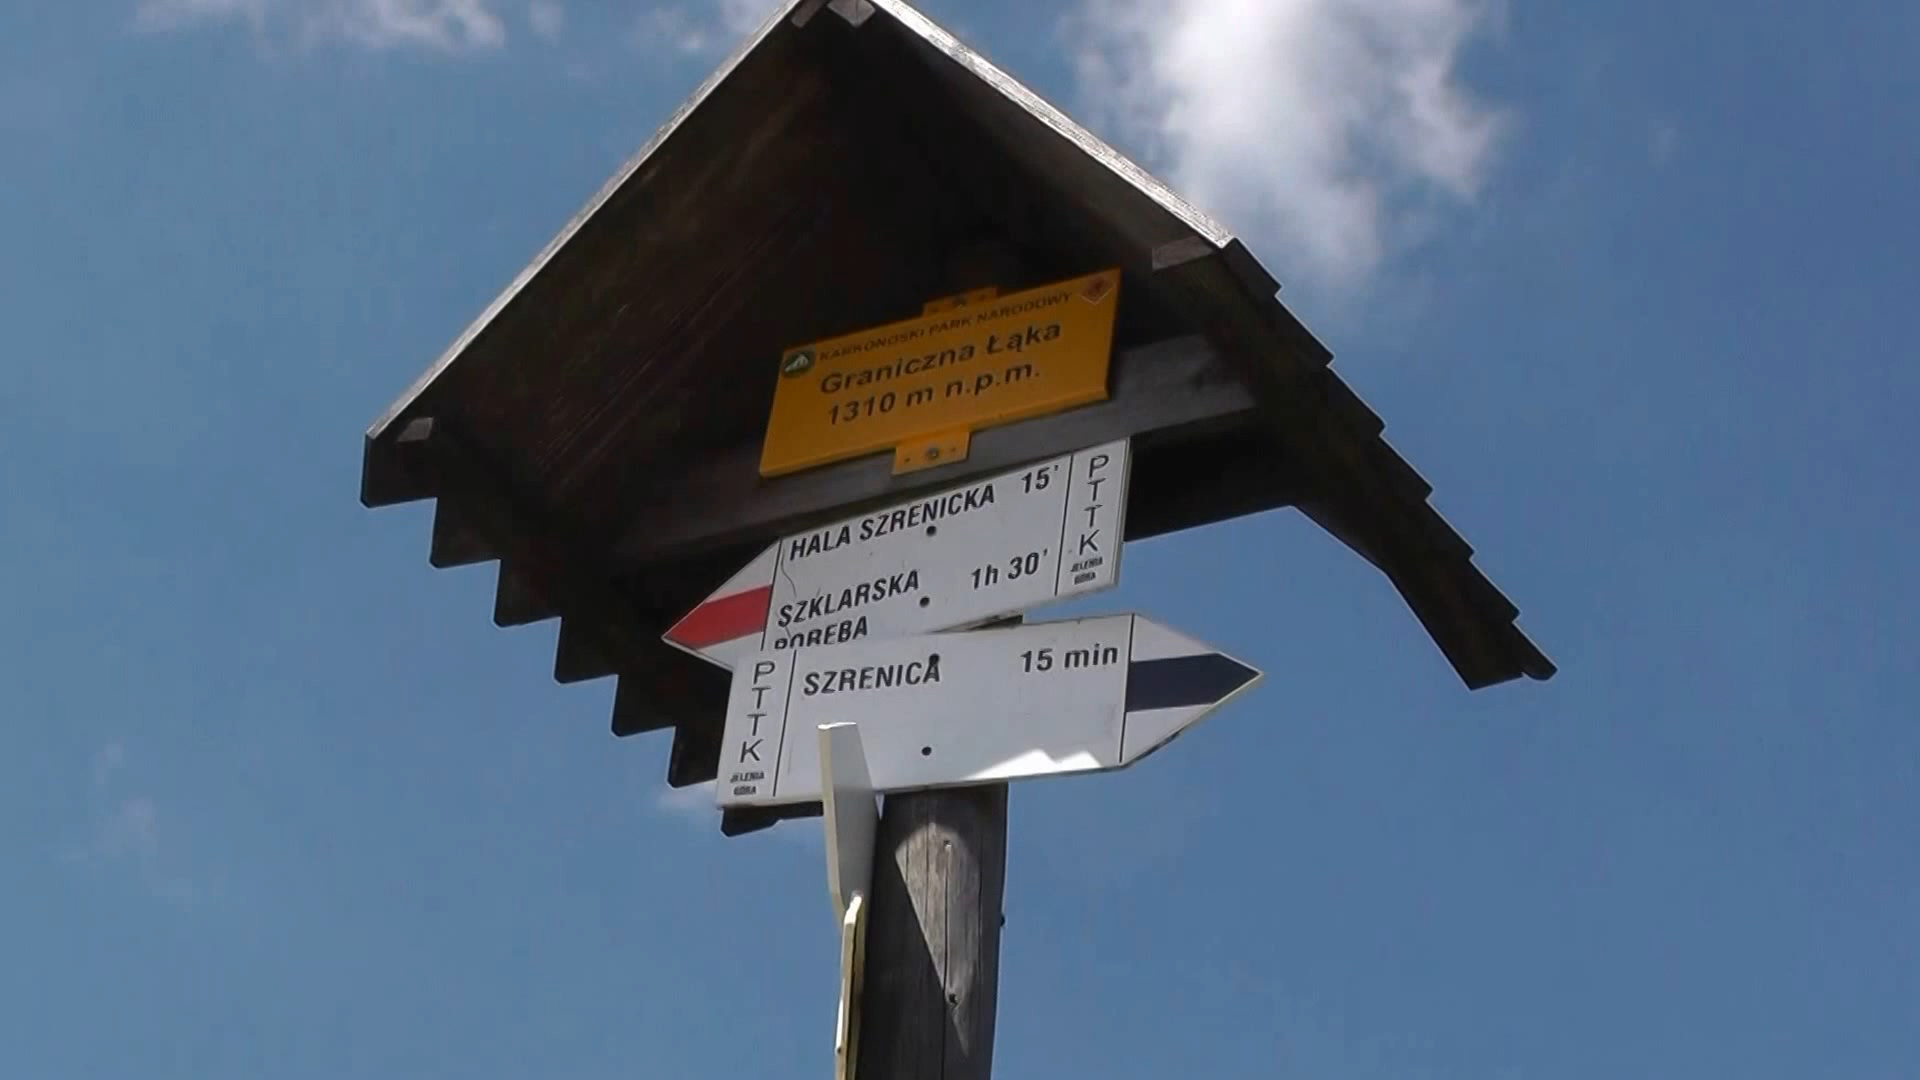 KARKONOSKI PARK NARODOWY
Graniczna Łąka
1310 m n.p.m.
HALA SZRENICKA 15'
SZKLARSKA 1h 30'
POREBA
PTTK
JELENIA
GÓRA
PTTK
JELENIA
GÓRA
SZRENICA 15 min